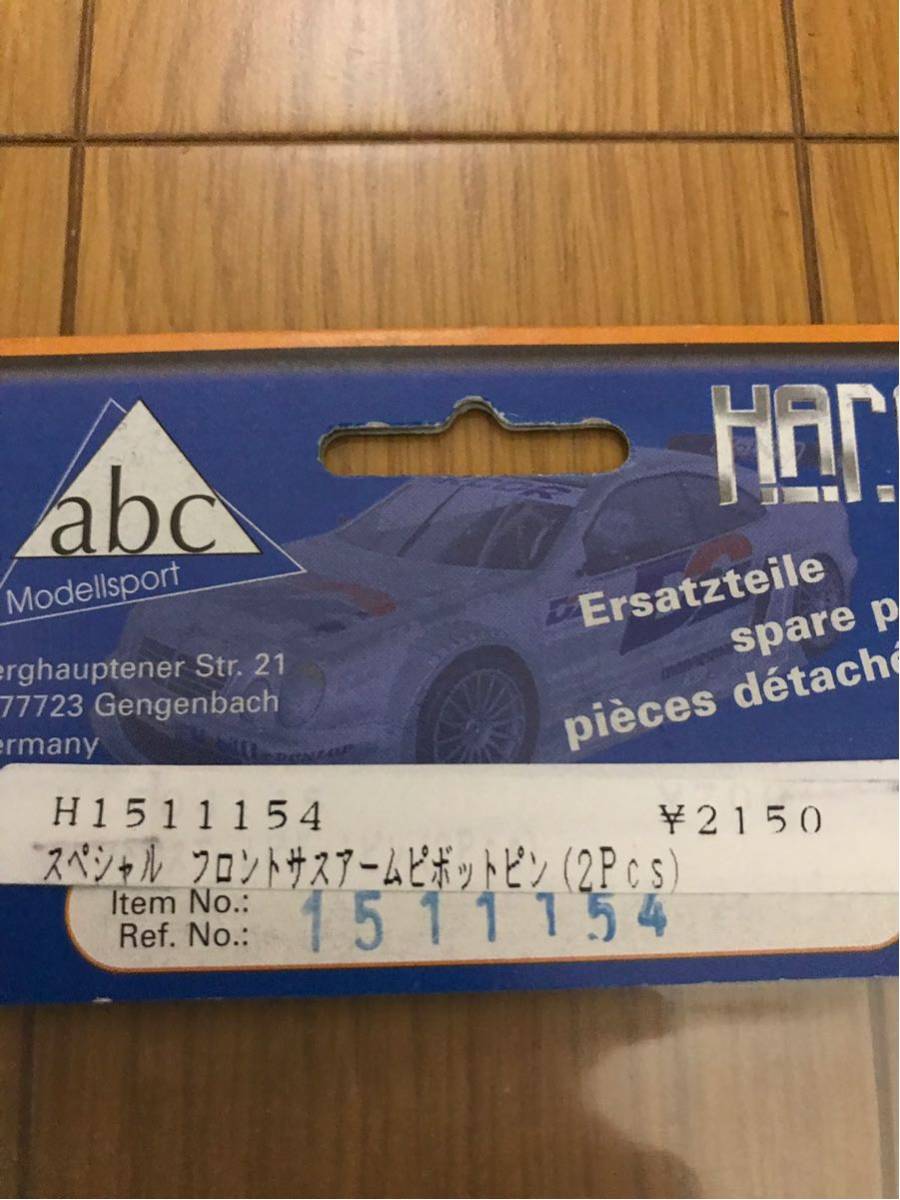 abc
Modellsport
erghauptener Str. 21
77723 Gengenbach
ermany
Ersatzteile
spare p
pièces détaché
H1511154 ¥2150
スペシャル フロントサスアームピボットピン(2Pcs)
Item No.:
Ref. No.: 1511154